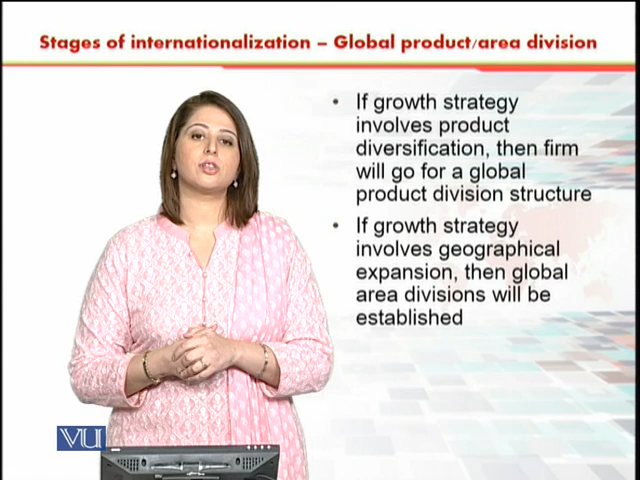 Stages of internationalization – Global product/area division
• If growth strategy
involves product
diversification, then firm
will go for a global
product division structure
• If growth strategy
involves geographical
expansion, then global
area divisions will be
established
VU